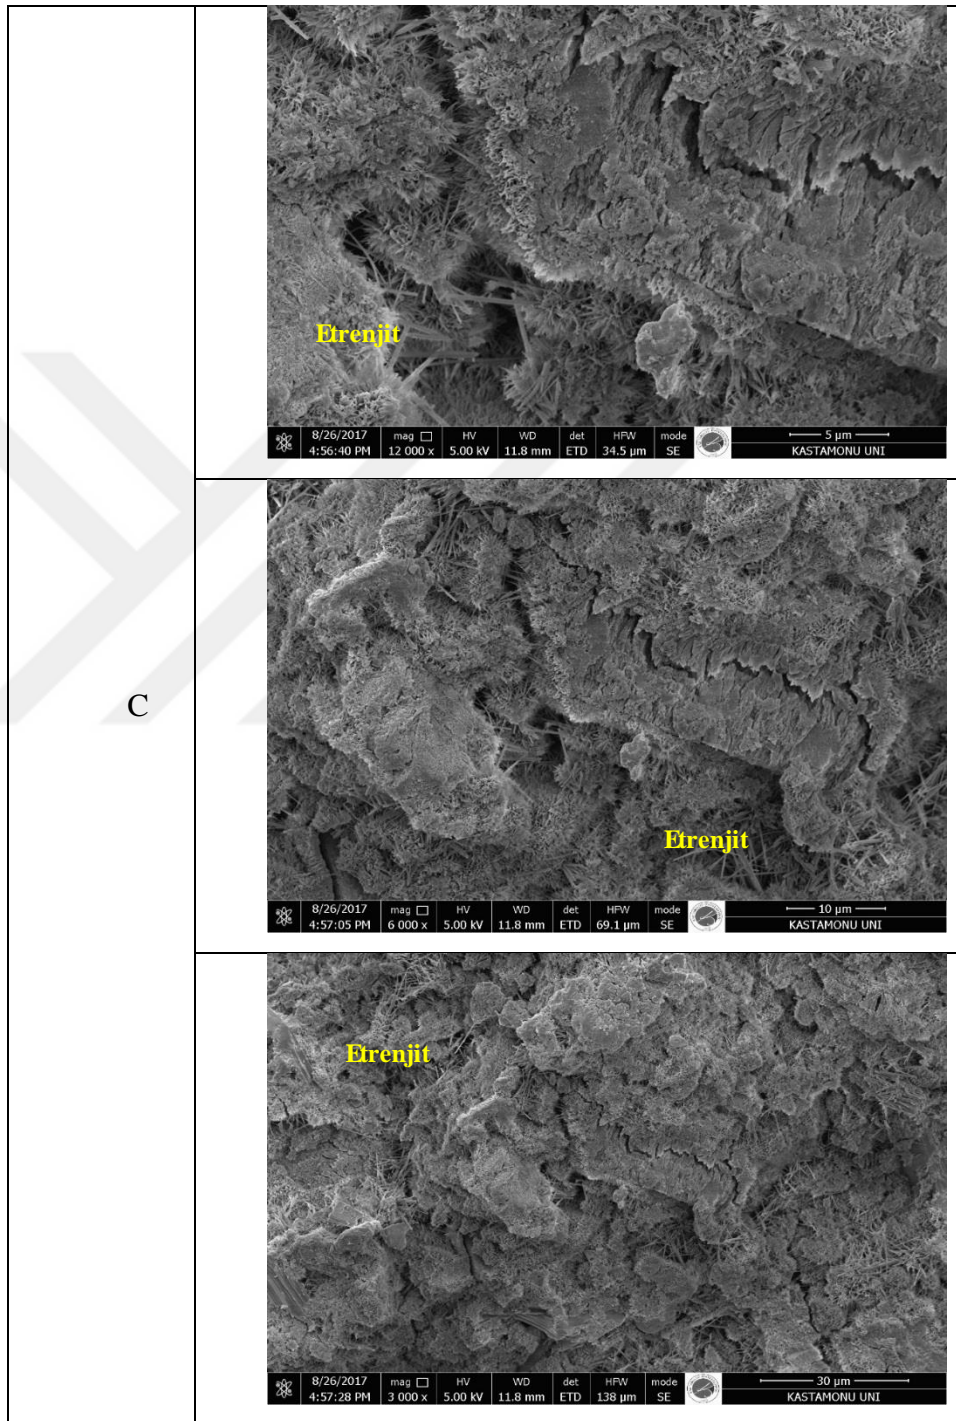 Etrenjit
8/26/2017 mag HV WD det HFW mode 5 µm
4:56:40 PM 12 000 x 5.00 kV 11.8 mm ETD 34.5 µm SE KASTAMONU UNI
C
Etrenjit
8/26/2017 mag HV WD det HFW mode 10 µm
4:57:05 PM 6 000 x 5.00 kV 11.8 mm ETD 69.1 µm SE KASTAMONU UNI
Etrenjit
8/26/2017 mag HV WD det HFW mode 30 µm
4:57:28 PM 3 000 x 5.00 kV 11.8 mm ETD 138 µm SE KASTAMONU UNI